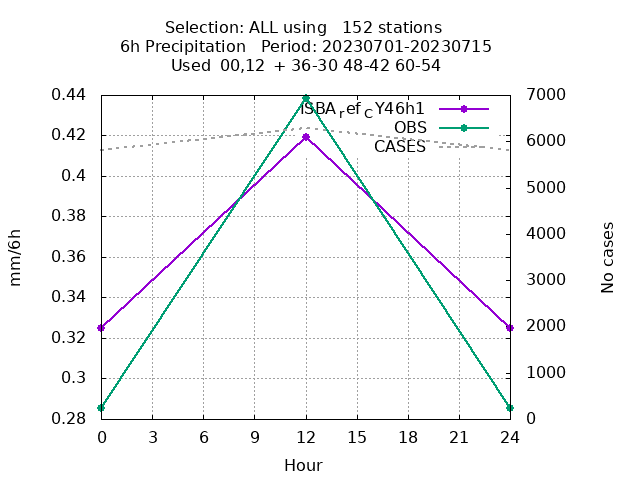 Selection: ALL using   152 stations
6h Precipitation   Period: 20230701-20230715
Used  00,12  + 36-30 48-42 60-54
0.44
0.42
0.4
0.38
0.36
0.34
0.32
0.3
0.28
mm/6h
ISBA_ref_CY46h1
OBS
CASES
7000
6000
5000
4000
3000
2000
1000
0
No cases
0 3 6 9 12 15 18 21 24
Hour